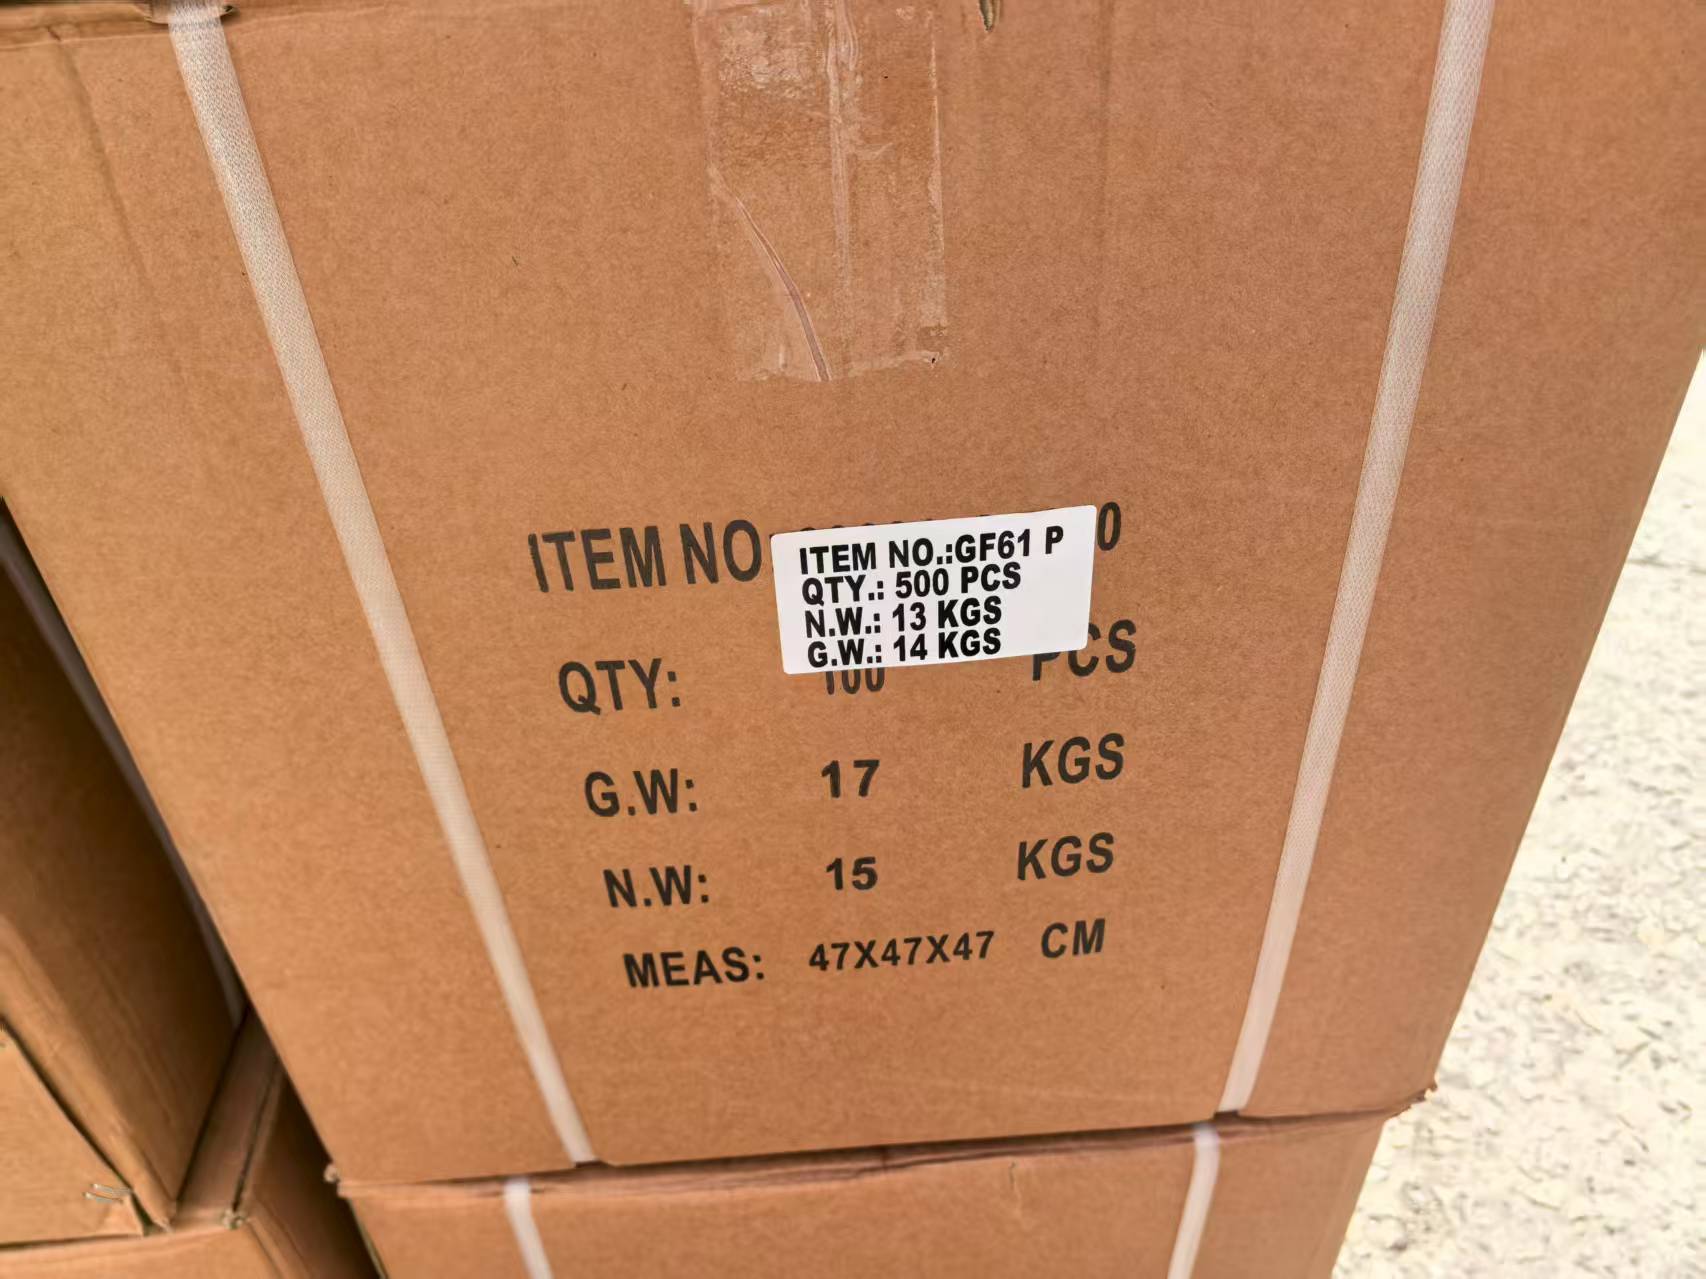 ITEM NO
ITEM NO.:GF61 P
QTY.: 500 PCS
N.W.: 13 KGS
G.W.: 14 KGS
QTY: 100 PCS
G.W: 17 KGS
N.W: 15 KGS
MEAS: 47X47X47 CM